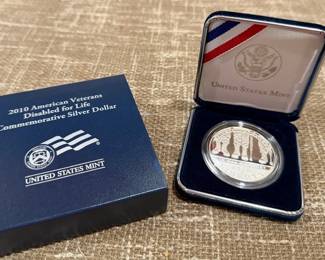 2010 American Veterans
Disabled for Life
Commemorative Silver Dollar
UNITED STATES MINT
UNITED STATES MINT